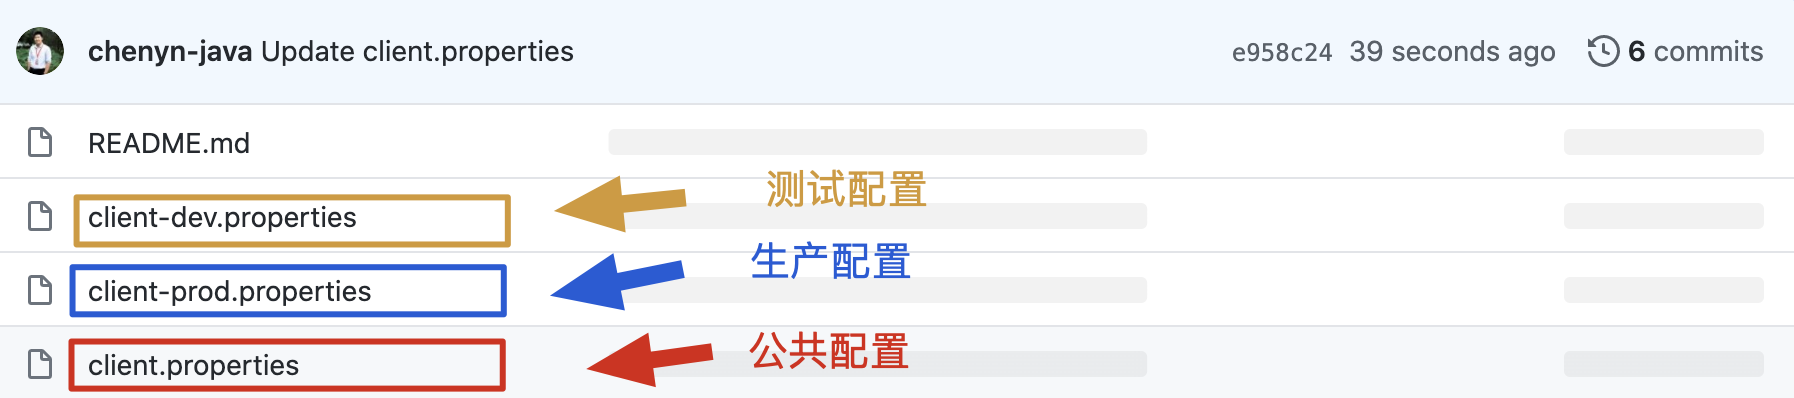 chenyn-java Update client.properties e958c24 39 seconds ago 6 commits
README.md
client-dev.properties 测试配置
client-prod.properties 生产配置
client.properties 公共配置